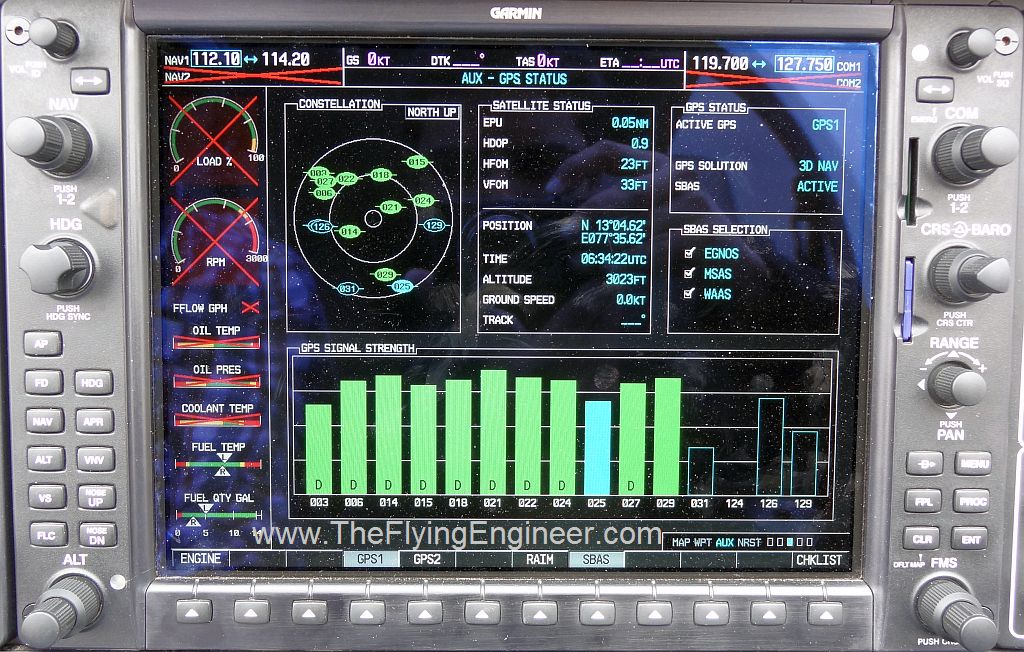 GARMIN
NAV1 112.10 ↔ 114.20
NAV2
GS 0KT DTK ___° TAS 0KT ETA __:__UTC
AUX - GPS STATUS
119.700 ↔ 127.750 COM1
COM2
VOL PUSH ID
NAV
PUSH 1-2
HDG
PUSH HDG SYNC
AP
FD HDG
NAV APR
ALT VNV
VS NOSE UP
FLC NOSE DN
ALT
LOAD %
0 100
RPM
0 3000
FFLOW GPH
OIL TEMP
OIL PRES
COOLANT TEMP
FUEL TEMP
L
R
FUEL QTY GAL
L
R
0 5 10
CONSTELLATION
NORTH UP
015
003 022 018
027
006
024
021
126 014 129
029
031 025
SATELLITE STATUS
EPU 0.05NM
HDOP 0.9
HFOM 23FT
VFOM 33FT
POSITION N 13°04.62'
E077°35.62'
TIME 06:34:22UTC
ALTITUDE 3023FT
GROUND SPEED 0.0KT
TRACK ___°
GPS STATUS
ACTIVE GPS GPS1
GPS SOLUTION 3D NAV
SBAS ACTIVE
SBAS SELECTION
EGNOS
MSAS
WAAS
GPS SIGNAL STRENGTH
D D D D D D D D D D
003 006 014 015 018 021 022 024 025 027 029 031 124 126 129
www.TheFlyingEngineer.com
MAP WPT AUX NRST
ENGINE GPS1 GPS2 RAIM SBAS CHKLIST
VOL PUSH SQ
EMERG COM
PUSH 1-2
CRS BARO
PUSH CRS CTR
RANGE
- +
PUSH PAN
D MENU
FPL PROC
CLR ENT
DFLT MAP FMS
PUSH CRSR